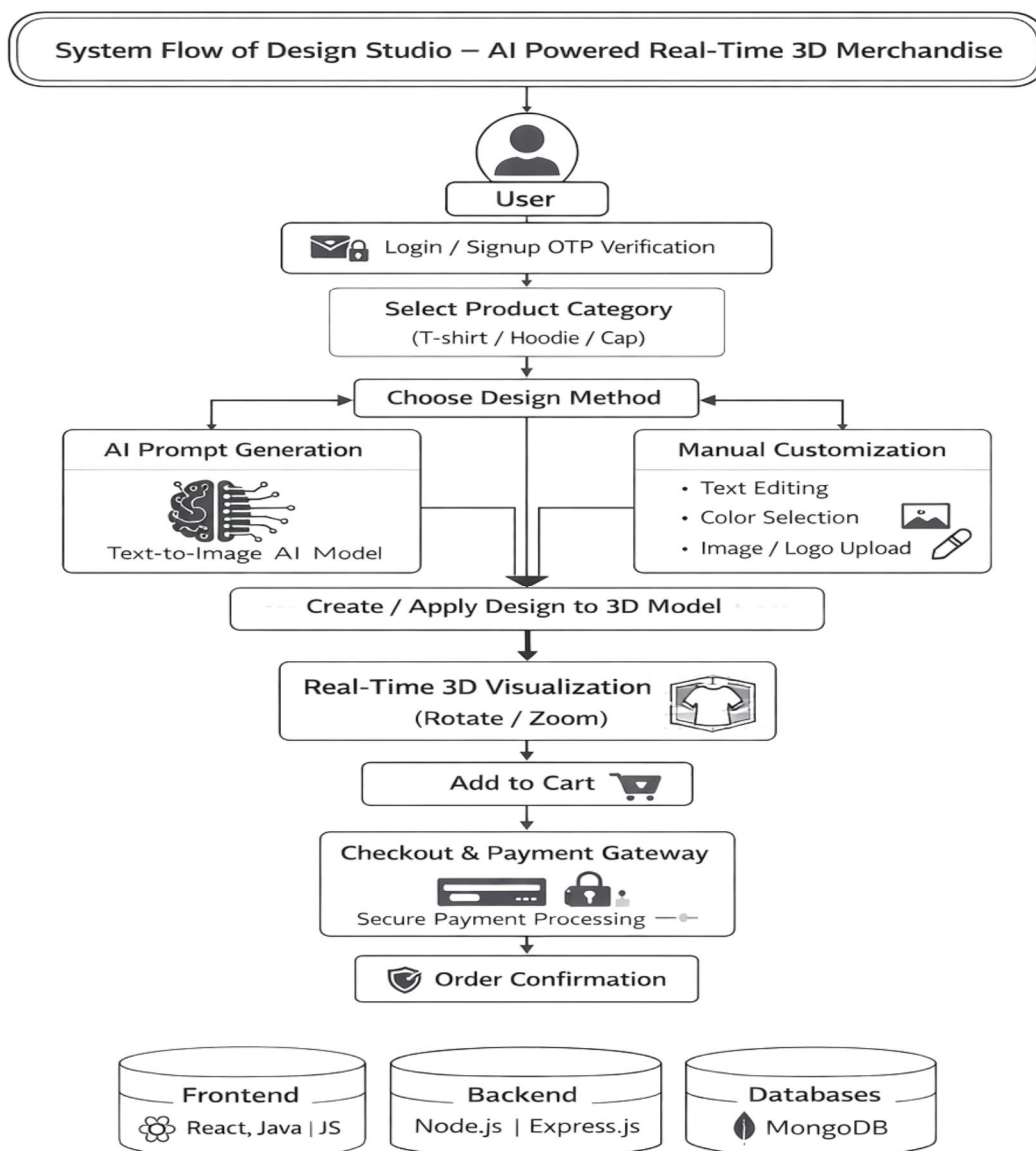 System Flow of Design Studio – AI Powered Real-Time 3D Merchandise
User
Login / Signup OTP Verification
Select Product Category
(T-shirt / Hoodie / Cap)
Choose Design Method
AI Prompt Generation
Text-to-Image AI Model
Manual Customization
• Text Editing
• Color Selection
• Image / Logo Upload
Create / Apply Design to 3D Model
Real-Time 3D Visualization
(Rotate / Zoom)
Add to Cart
Checkout & Payment Gateway
Secure Payment Processing
Order Confirmation
Frontend
React, Java | JS
Backend
Node.js | Express.js
Databases
MongoDB